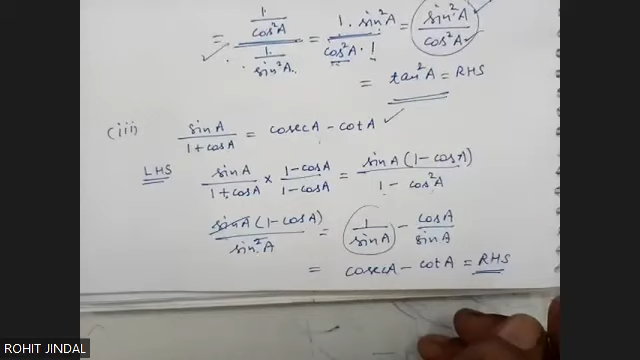 = 1/cos²A / 1/sin²A = 1. sin²A / cos²A . 1 = sin²A / cos²A
= tan²A = RHS
(iii) sinA / 1+cosA = cosecA - cotA
LHS sinA / 1+cosA × 1-cosA / 1-cosA = sinA (1-cosA) / 1 - cos²A
sinA (1-cosA) / sin²A = 1 / sinA - cosA / sinA
= cosecA - cotA = RHS
ROHIT JINDAL